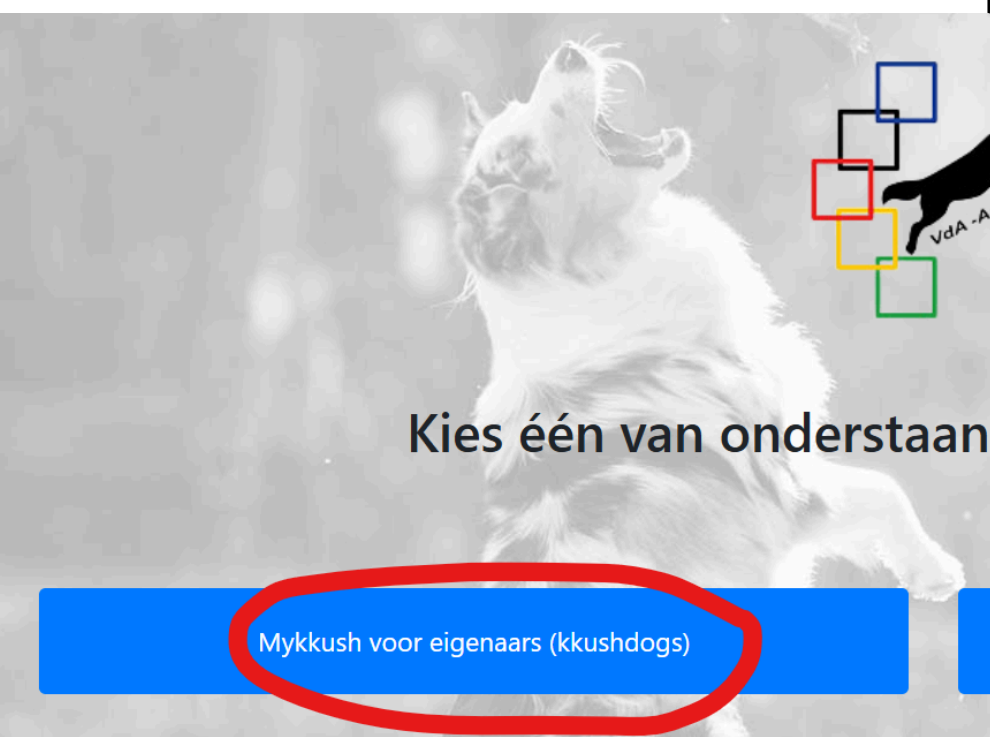 VdA -A
Kies één van onderstaan
Mykkush voor eigenaars (kkushdogs)